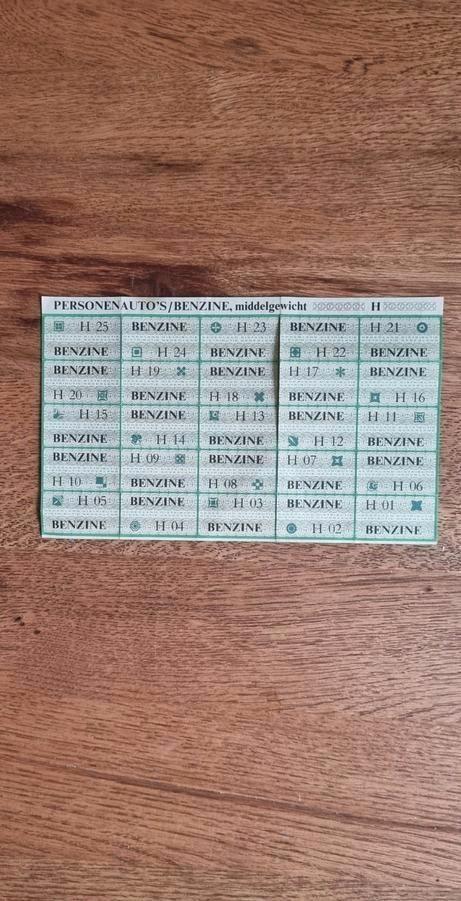 PERSONENAUTO'S/BENZINE, middelgewicht H
H 25 BENZINE H 23 BENZINE H 21
BENZINE H 24 BENZINE H 22 BENZINE
BENZINE H 19 BENZINE H 17 BENZINE
H 20 BENZINE H 18 BENZINE H 16
H 15 BENZINE H 13 BENZINE H 11
BENZINE H 14 BENZINE H 12 BENZINE
BENZINE H 09 BENZINE H 07 BENZINE
H 10 BENZINE H 08 BENZINE H 06
H 05 BENZINE H 03 BENZINE H 01
BENZINE H 04 BENZINE H 02 BENZINE